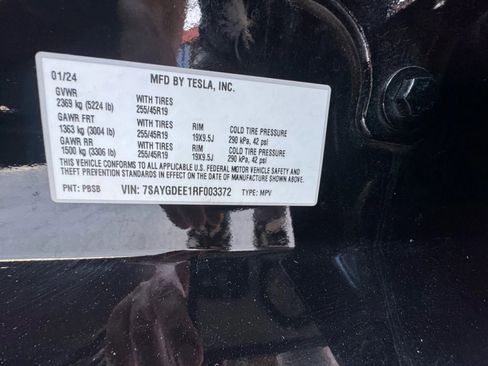 01/24 MFD BY TESLA, INC.
GVWR
2369 kg (5224 lb) WITH TIRES 255/45R19
GAWR FRT
1363 kg (3004 lb) WITH TIRES 255/45R19 RIM 19X9.5J COLD TIRE PRESSURE 290 kPa, 42 psi
GAWR RR
1500 kg (3306 lb) WITH TIRES 255/45R19 RIM 19X9.5J COLD TIRE PRESSURE 290 kPa, 42 psi
THIS VEHICLE CONFORMS TO ALL APPLICABLE U.S. FEDERAL MOTOR VEHICLE SAFETY AND
THEFT PREVENTION STANDARDS IN EFFECT ON THE DATE OF MANUFACTURE SHOWN ABOVE.
PNT: PBSB VIN: 7SAYGDEE1RF003372 TYPE: MPV